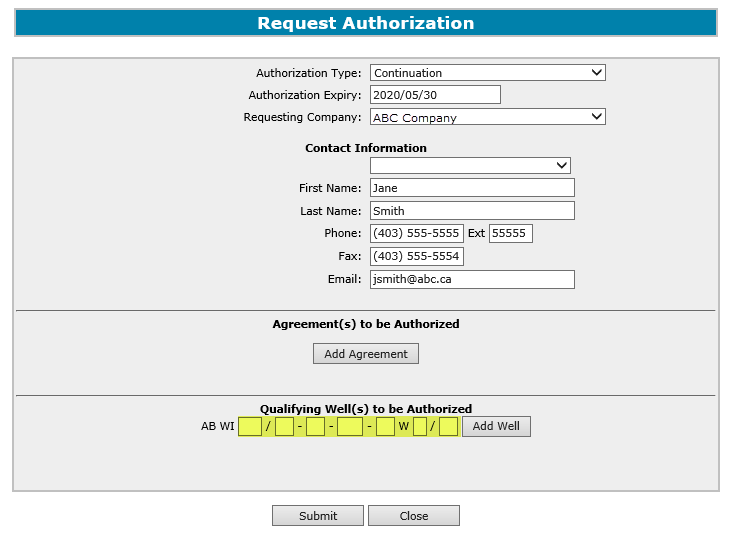 Request Authorization
Authorization Type: Continuation
Authorization Expiry: 2020/05/30
Requesting Company: ABC Company
Contact Information
First Name: Jane
Last Name: Smith
Phone: (403) 555-5555 Ext 55555
Fax: (403) 555-5554
Email: jsmith@abc.ca
Agreement(s) to be Authorized
Add Agreement
Qualifying Well(s) to be Authorized
AB WI / - - - W / Add Well
Submit Close